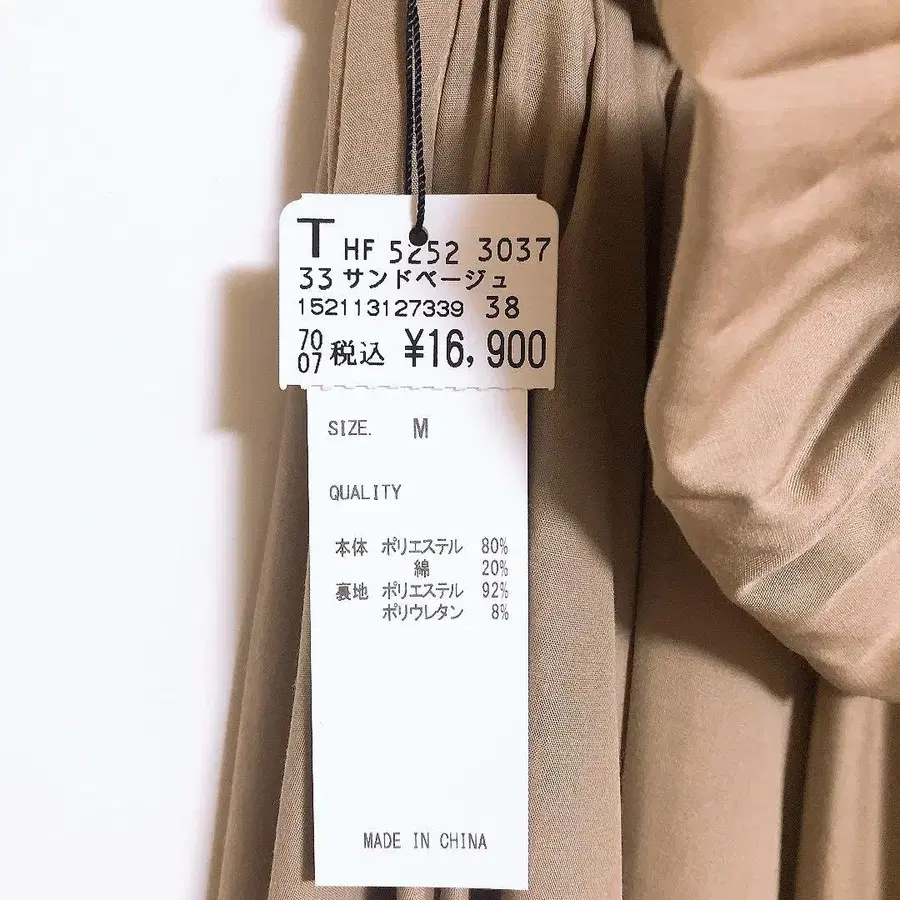 T HF 5252 3037
33 サンドベージュ
152113127339 38
7007 税込 ¥16,900
SIZE. M
QUALITY
本体 ポリエステル 80%
綿 20%
裏地 ポリエステル 92%
ポリウレタン 8%
MADE IN CHINA